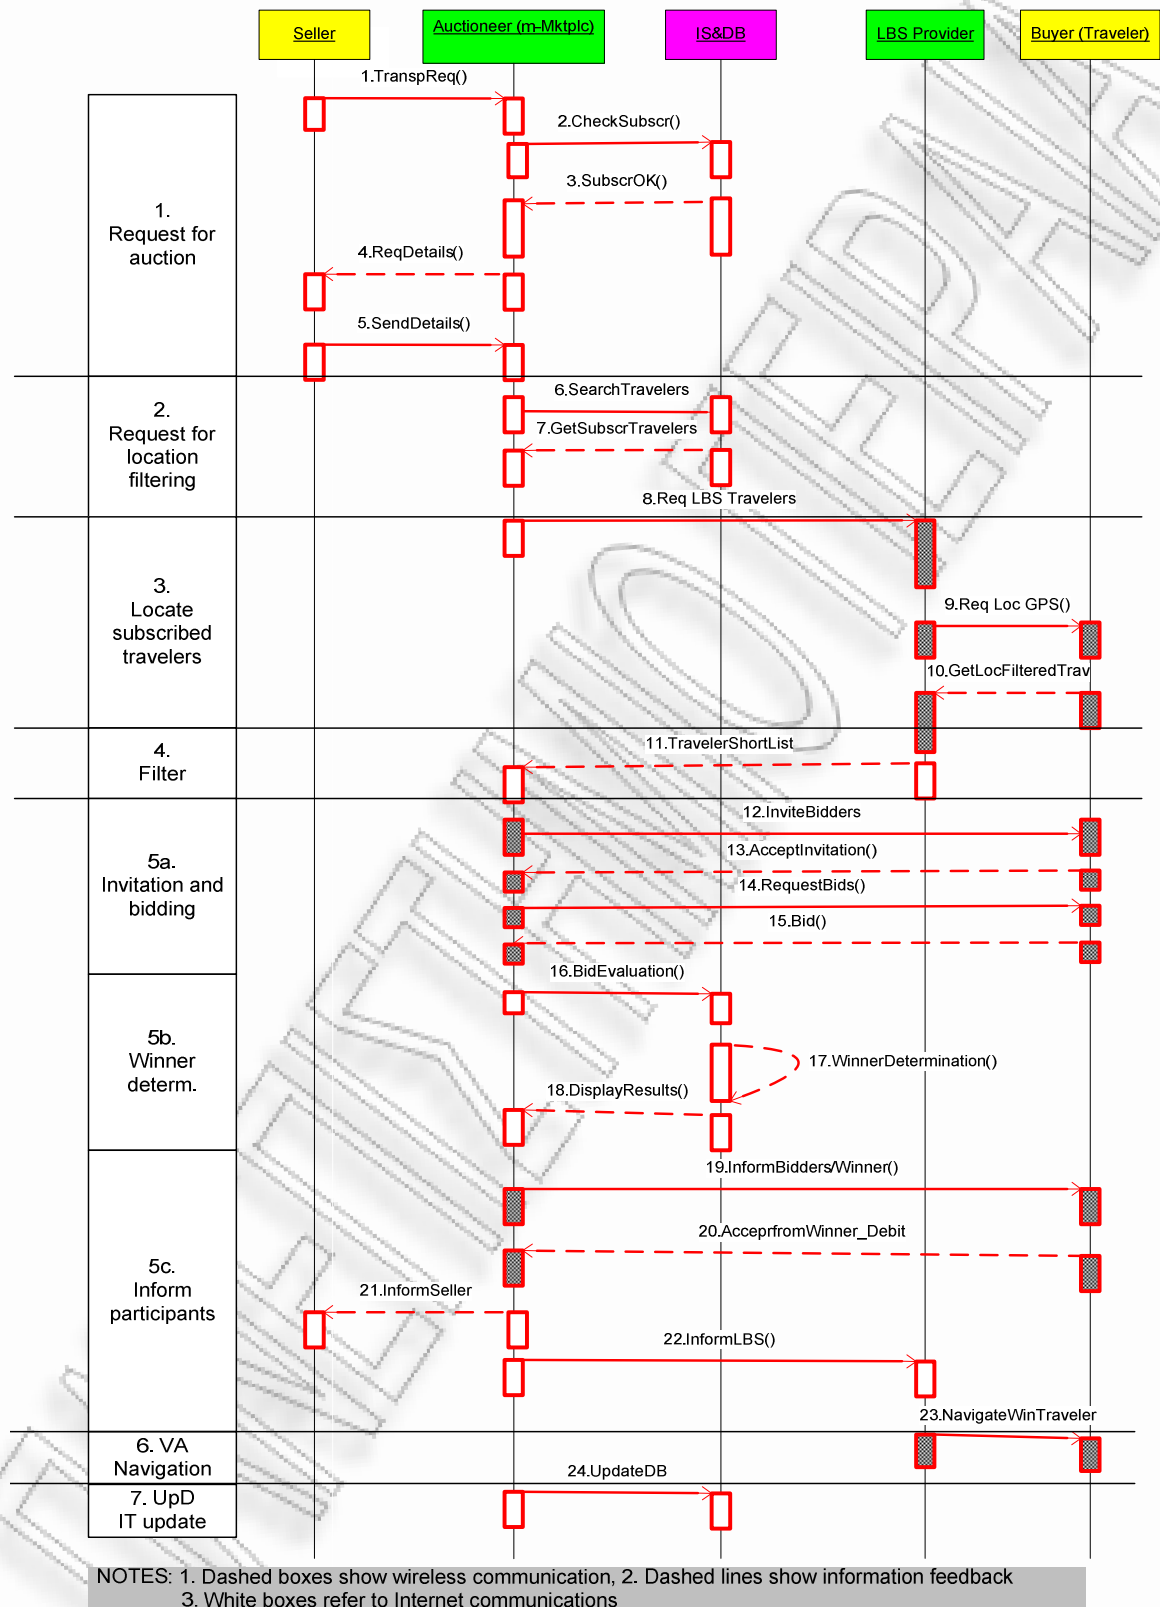 Seller
Auctioneer (m-Mktplc)
IS&DB
LBS Provider
Buyer (Traveler)
1.TranspReq()
2.CheckSubscr()
3.SubscrOK()
1.
Request for
auction
4.ReqDetails()
5.SendDetails()
6.SearchTravelers
2.
Request for
location
filtering
7.GetSubscrTravelers
8.Req LBS Travelers
3.
Locate
subscribed
travelers
9.Req Loc GPS()
10.GetLocFilteredTrav
4.
Filter
11.TravelerShortList
12.InviteBidders
13.AcceptInvitation()
5a.
Invitation and
bidding
14.RequestBids()
15.Bid()
16.BidEvaluation()
5b.
Winner
determ.
17.WinnerDetermination()
18.DisplayResults()
19.InformBidders/Winner()
20.AcceprfromWinner_Debit
5c.
Inform
participants
21.InformSeller
22.InformLBS()
23.NavigateWinTraveler
6. VA
Navigation
24.UpdateDB
7. UpD
IT update
NOTES: 1. Dashed boxes show wireless communication, 2. Dashed lines show information feedback
3. White boxes refer to Internet communications